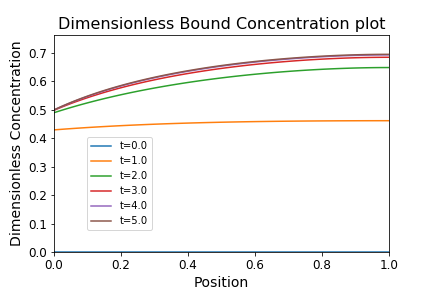 Dimensionless Bound Concentration plot
Dimensionless Concentration
0.7
0.6
0.5
0.4
0.3
0.2
0.1
0.0
t=0.0
t=1.0
t=2.0
t=3.0
t=4.0
t=5.0
0.0 0.2 0.4 0.6 0.8 1.0
Position